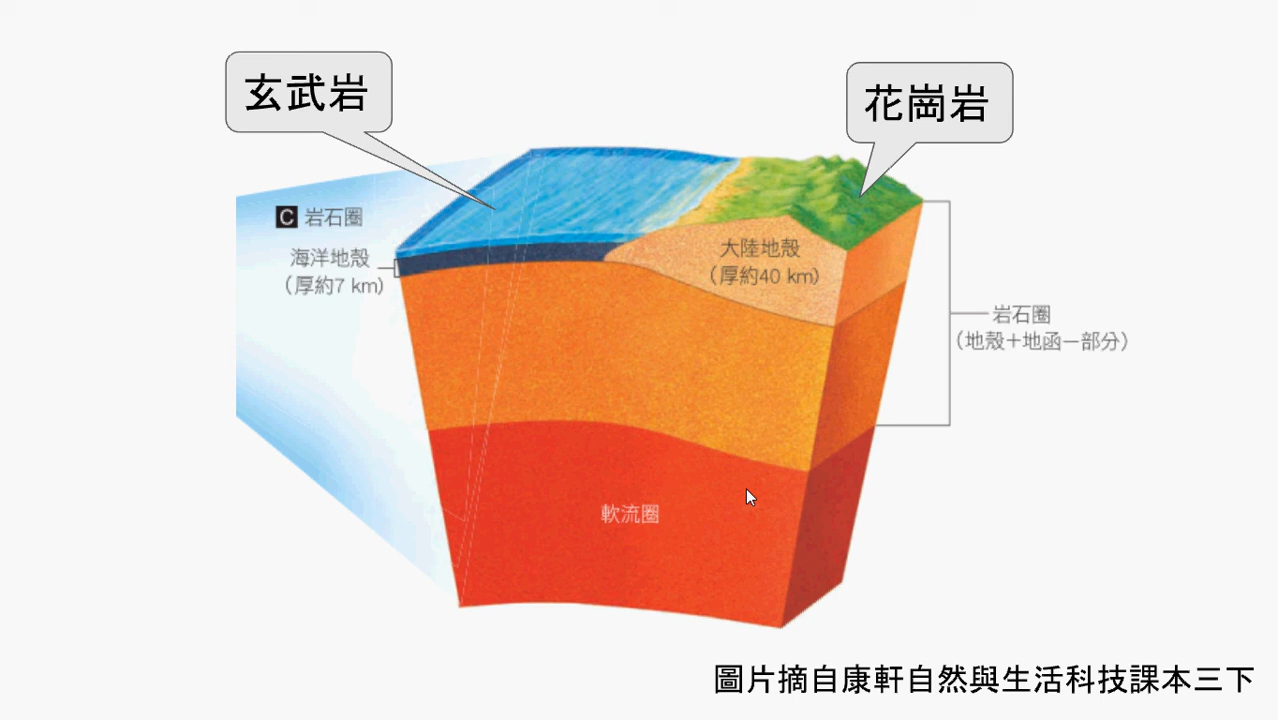 玄武岩
花崗岩
C 岩石圈
海洋地殼
（厚約7 km）
大陸地殼
（厚約40 km）
岩石圈
（地殼＋地函一部分）
軟流圈
圖片摘自康軒自然與生活科技課本三下